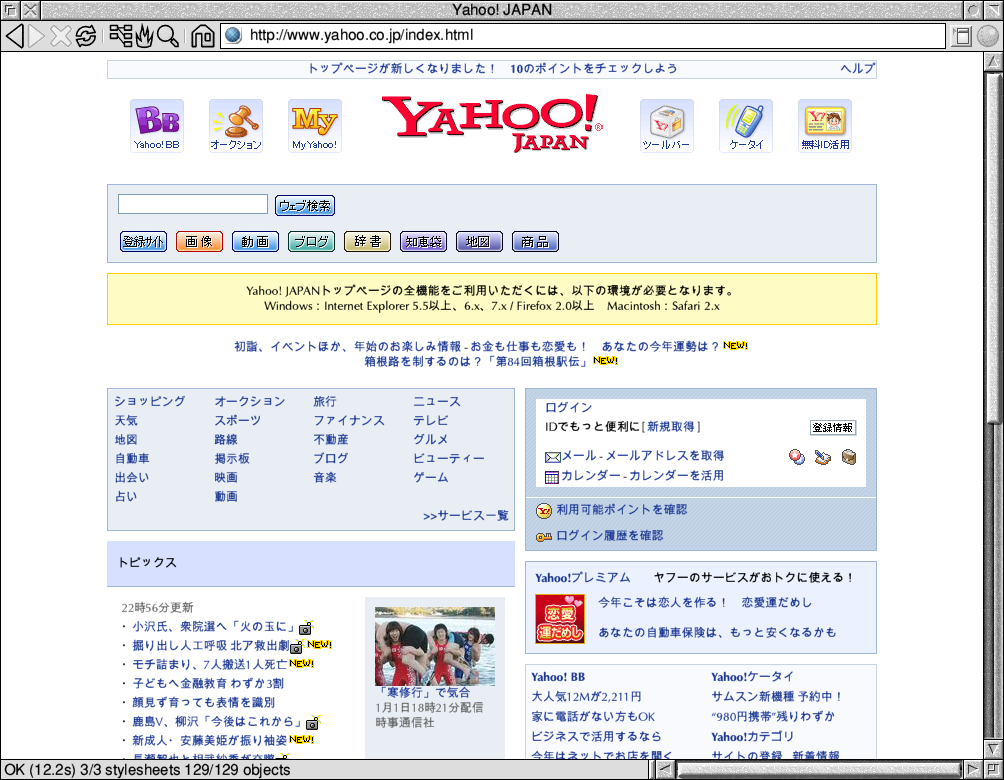 Yahoo! JAPAN
http://www.yahoo.co.jp/index.html
トップページが新しくなりました！ 10のポイントをチェックしよう ヘルプ
Yahoo! BB
オークション
My Yahoo!
YAHOO! JAPAN
ツールバー
ケータイ
無料ID活用
ウェブ検索
登録サイト 画像 動画 ブログ 辞書 知恵袋 地図 商品
Yahoo! JAPANトップページの全機能をご利用いただくには、以下の環境が必要となります。
Windows：Internet Explorer 5.5以上、6.x、7.x / Firefox 2.0以上 Macintosh：Safari 2.x
初詣、イベントほか、年始のお楽しみ情報 - お金も仕事も恋愛も！ あなたの今年運勢は？ NEW!
箱根路を制するのは？「第84回箱根駅伝」 NEW!
ショッピング オークション 旅行 ニュース
天気 スポーツ ファイナンス テレビ
地図 路線 不動産 グルメ
自動車 掲示板 ブログ ビューティー
出会い 映画 音楽 ゲーム
占い 動画
>>サービス一覧
ログイン
IDでもっと便利に[ 新規取得 ] 登録情報
メール - メールアドレスを取得
カレンダー - カレンダーを活用
利用可能ポイントを確認
ログイン履歴を確認
トピックス
22時56分更新
・ 小沢氏、衆院選へ「火の玉に」
・ 掘り出し人工呼吸 北ア救出劇 NEW!
・ モチ詰まり、7人搬送1人死亡 NEW!
・ 子どもへ金融教育 わずか3割
・ 顔見ず育っても表情を識別
・ 鹿島V、柳沢「今後はこれから」
・ 新成人・安藤美姫が振り袖姿 NEW!
「寒修行」で気合
1月1日18時21分配信
時事通信社
Yahoo!プレミアム ヤフーのサービスがおトクに使える！
恋愛運だめし
今年こそは恋人を作る！ 恋愛運だめし
あなたの自動車保険は、もっと安くなるかも
Yahoo! BB
大人気12Mが2,211円
家に電話がない方もOK
ビジネスで活用するなら
今年はネットでお店を開く
Yahoo!ケータイ
サムスン新機種 予約中！
“980円携帯”残りわずか
Yahoo!カテゴリ
サイトの登録 新着情報
OK (12.2s) 3/3 stylesheets 129/129 objects